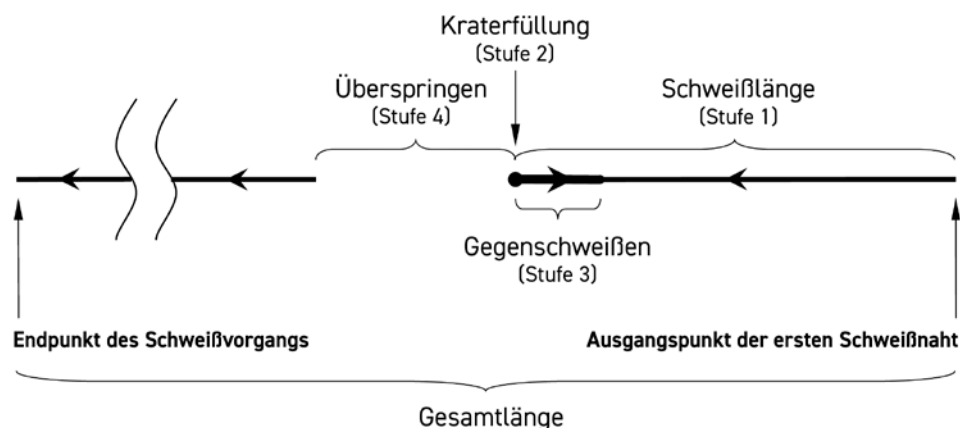 Kraterfüllung
(Stufe 2)
Überspringen
(Stufe 4)
Schweißlänge
(Stufe 1)
Gegenschweißen
(Stufe 3)
Endpunkt des Schweißvorgangs
Ausgangspunkt der ersten Schweißnaht
Gesamtlänge